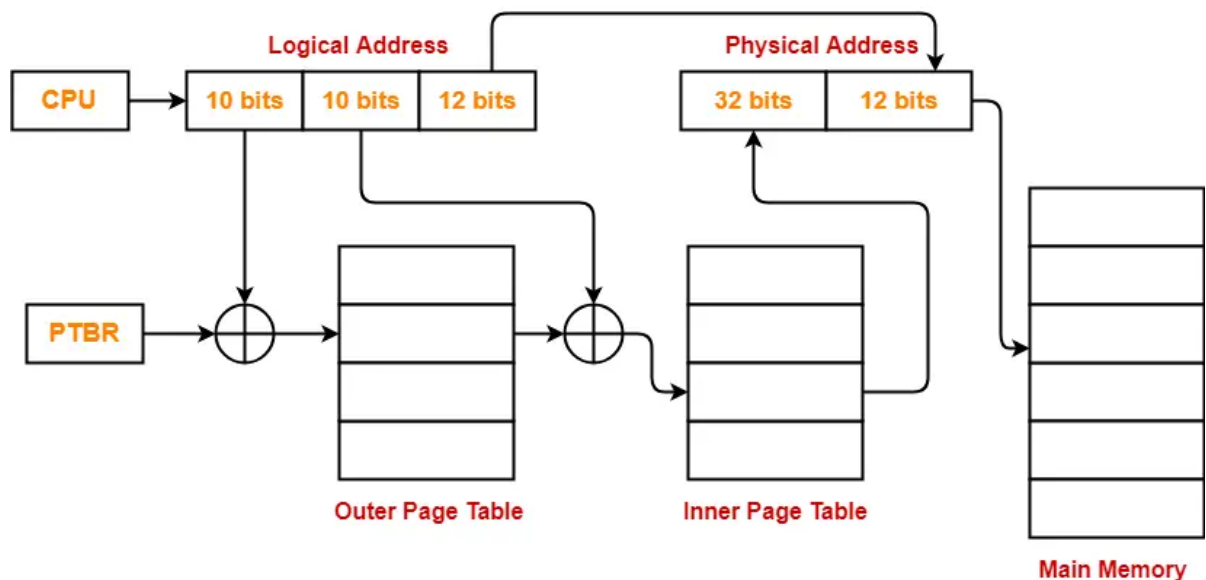 Logical Address
Physical Address
CPU
10 bits
10 bits
12 bits
32 bits
12 bits
PTBR
Outer Page Table
Inner Page Table
Main Memory